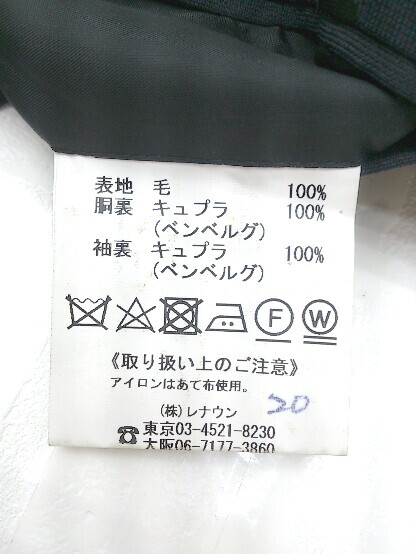 表地 毛 100%
胴裏 キュプラ 100%
(ベンベルグ)
袖裏 キュプラ 100%
(ベンベルグ)
F W
《取り扱い上のご注意》
アイロンはあて布使用。
(株)レナウン
20
☎東京03-4521-8230
大阪06-7177-3860